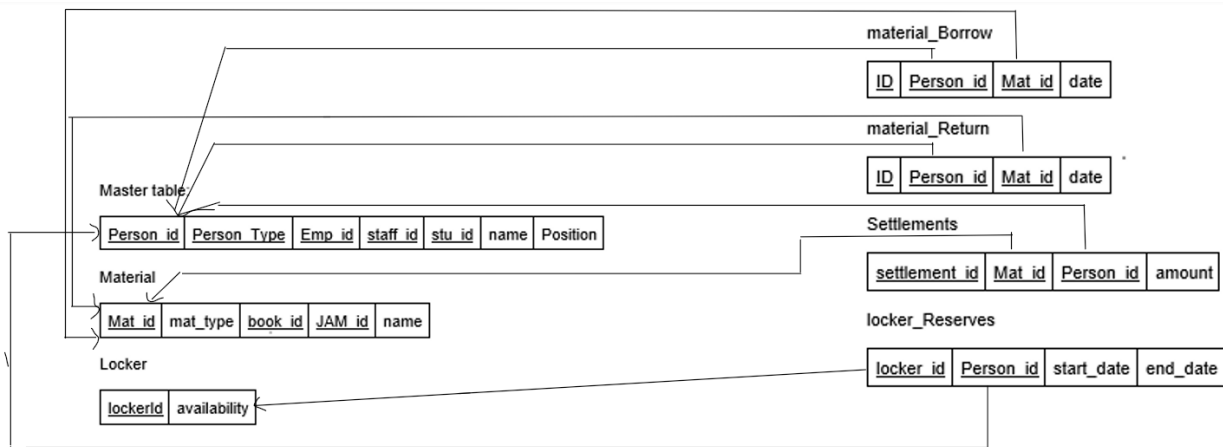 material_Borrow
ID Person_id Mat_id date
material_Return
ID Person_id Mat_id date
Master table:
Person_id Person_Type Emp_id staff_id stu_id name Position
Settlements
settlement_id Mat_id Person_id amount
Material
Mat_id mat_type book_id JAM_id name
locker_Reserves
locker_id Person_id start_date end_date
Locker
lockerId availability